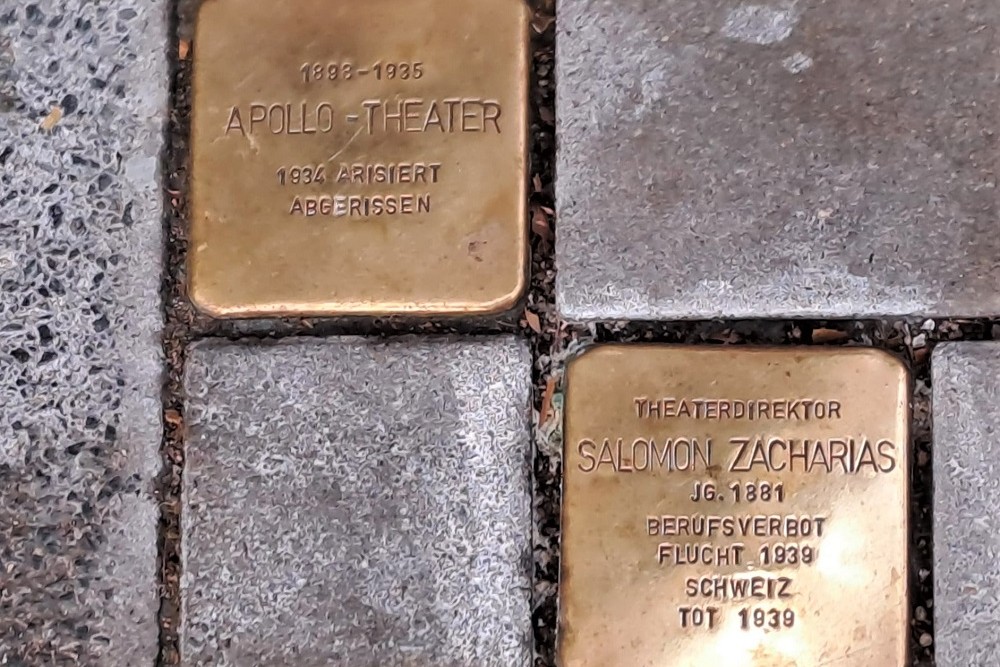 1893-1935
APOLLO-THEATER
1934 ARISIERT
ABGERISSEN
THEATERDIREKTOR
SALOMON ZACHARIAS
JG. 1881
BERUFSVERBOT
FLUCHT 1939
SCHWEIZ
TOT 1939